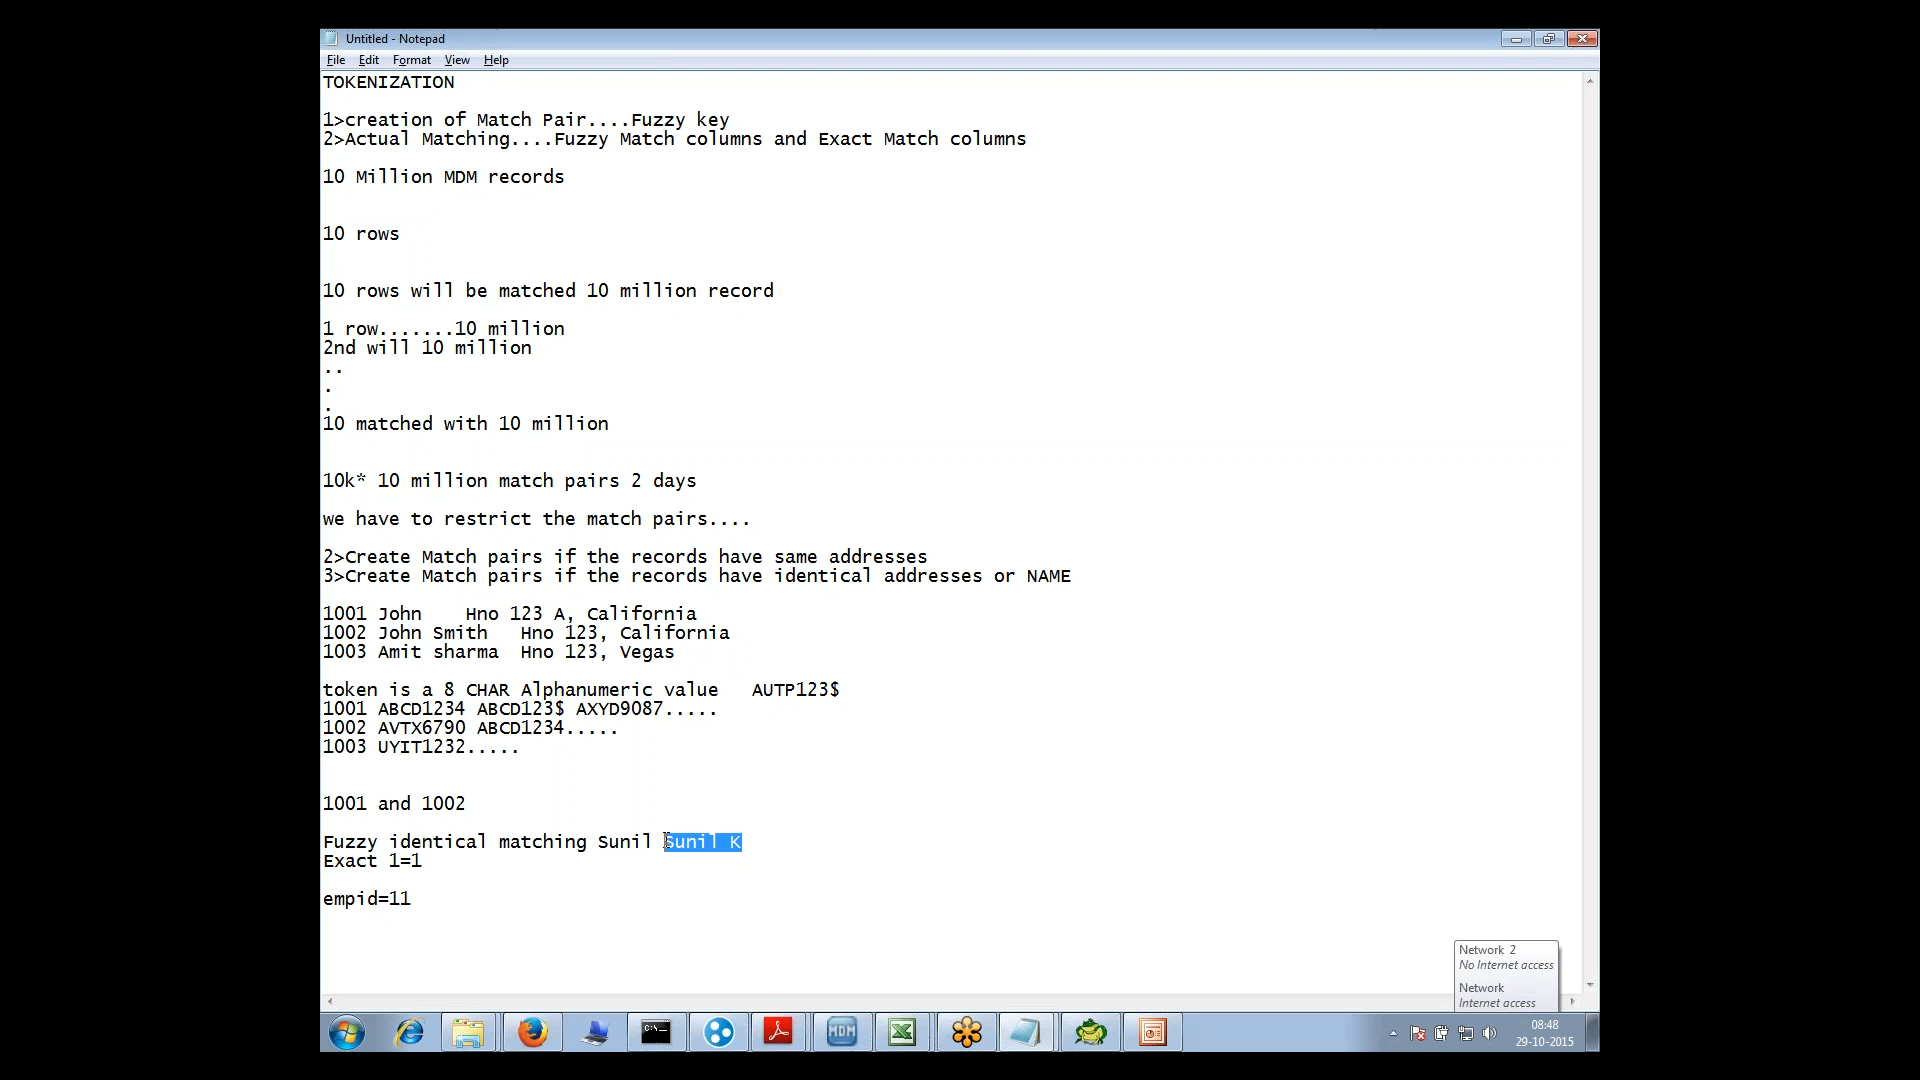 Untitled - Notepad
File Edit Format View Help
TOKENIZATION
1>creation of Match Pair....Fuzzy key
2>Actual Matching....Fuzzy Match columns and Exact Match columns
10 Million MDM records
10 rows
10 rows will be matched 10 million record
1 row.......10 million
2nd will 10 million
..
.
.
10 matched with 10 million
10k* 10 million match pairs 2 days
we have to restrict the match pairs....
2>Create Match pairs if the records have same addresses
3>Create Match pairs if the records have identical addresses or NAME
1001 John    Hno 123 A, California
1002 John Smith   Hno 123, California
1003 Amit sharma  Hno 123, Vegas
token is a 8 CHAR Alphanumeric value   AUTP123$
1001 ABCD1234 ABCD123$ AXYD9087.....
1002 AVTX6790 ABCD1234.....
1003 UYIT1232.....
1001 and 1002
Fuzzy identical matching Sunil Sunil K
Exact 1=1
empid=11
Network 2
No Internet access
Network
Internet access
C:\_
MDM
08:48
29-10-2015